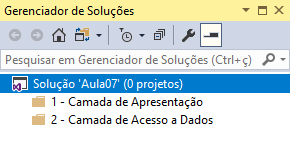 Gerenciador de Soluções
Pesquisar em Gerenciador de Soluções (Ctrl+ç)
Solução 'Aula07' (0 projetos)
1 - Camada de Apresentação
2 - Camada de Acesso a Dados